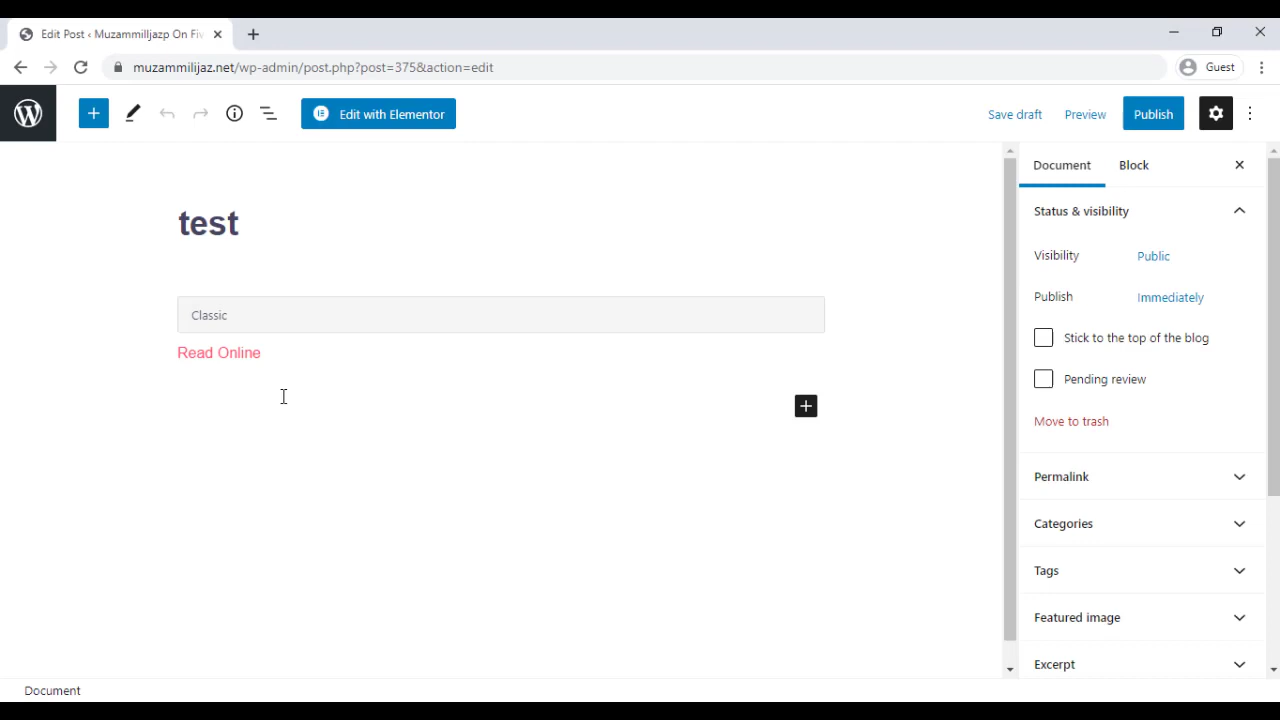 Edit Post ‹ Muzammilljazp On Fiv
muzammilijaz.net/wp-admin/post.php?post=375&action=edit
Guest
Edit with Elementor
Save draft
Preview
Publish
Document
Block
test
Status & visibility
Visibility
Public
Classic
Publish
Immediately
Stick to the top of the blog
Read Online
Pending review
Move to trash
Permalink
Categories
Tags
Featured image
Excerpt
Document